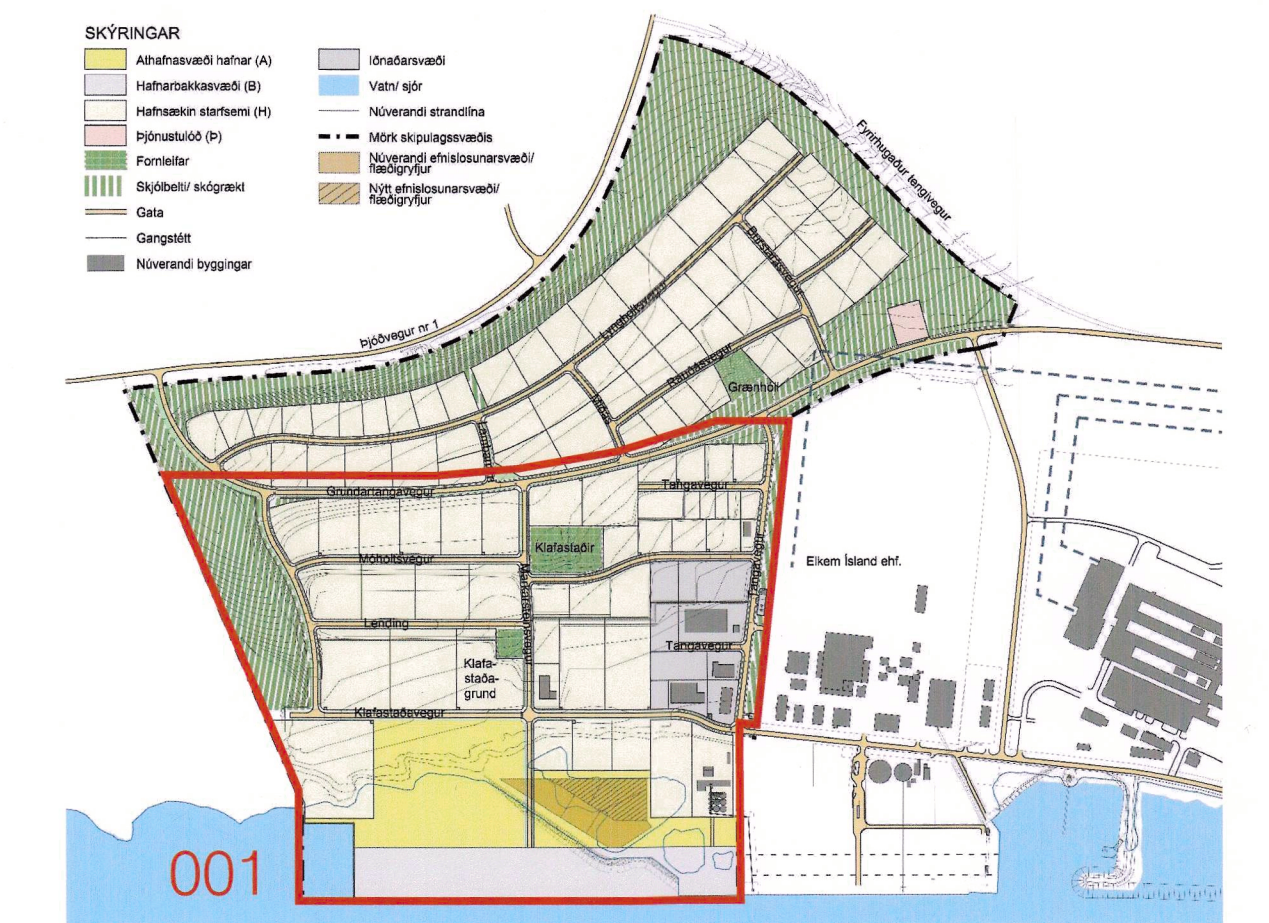 SKÝRINGAR
Athafnasvæði hafnar (A)
Hafnarbakkasvæði (B)
Hafnsækin starfsemi (H)
Þjónustulóð (Þ)
Fornleifar
Skjólbelti/ skógrækt
Gata
Gangstétt
Núverandi byggingar
Iðnaðarsvæði
Vatn/ sjór
Núverandi strandlína
Mörk skipulagssvæðis
Núverandi efnislosunarsvæði/
flæðigryfjur
Nýtt efnislosunarsvæði/
flæðigryfjur
Fyrirhugaður tengivegur
Þjóðvegur nr 1
Lyngholtsvegur
Rauðásvegur
Grænhóll
Grundartangavegur
Tangavegur
Klafastaðir
Móholtsvegur
Tangavegur
Elkem Ísland ehf.
Lending
Tangavegur
Klafa-
staða-
grund
Klafastaðavegur
001